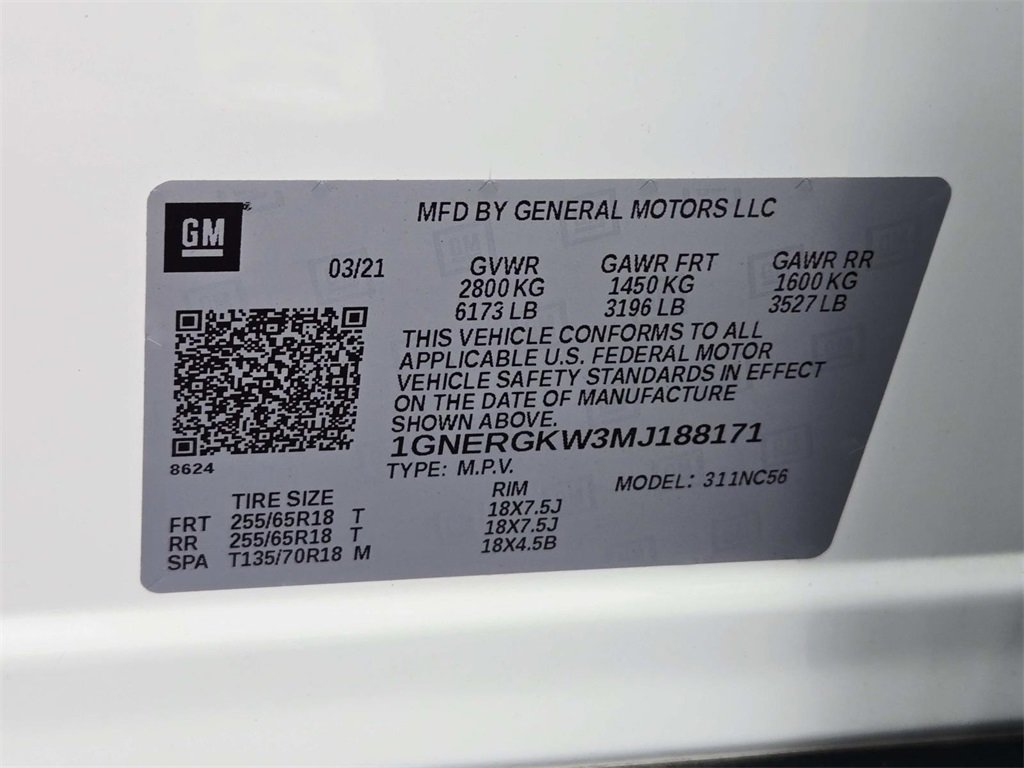 GM
MFD BY GENERAL MOTORS LLC
03/21 GVWR GAWR FRT GAWR RR
2800 KG 1450 KG 1600 KG
6173 LB 3196 LB 3527 LB
THIS VEHICLE CONFORMS TO ALL
APPLICABLE U.S. FEDERAL MOTOR
VEHICLE SAFETY STANDARDS IN EFFECT
ON THE DATE OF MANUFACTURE
SHOWN ABOVE.
1GNERGKW3MJ188171
8624
TYPE: M.P.V. MODEL: 311NC56
TIRE SIZE RIM
FRT 255/65R18 T 18X7.5J
RR 255/65R18 T 18X7.5J
SPA T135/70R18 M 18X4.5B